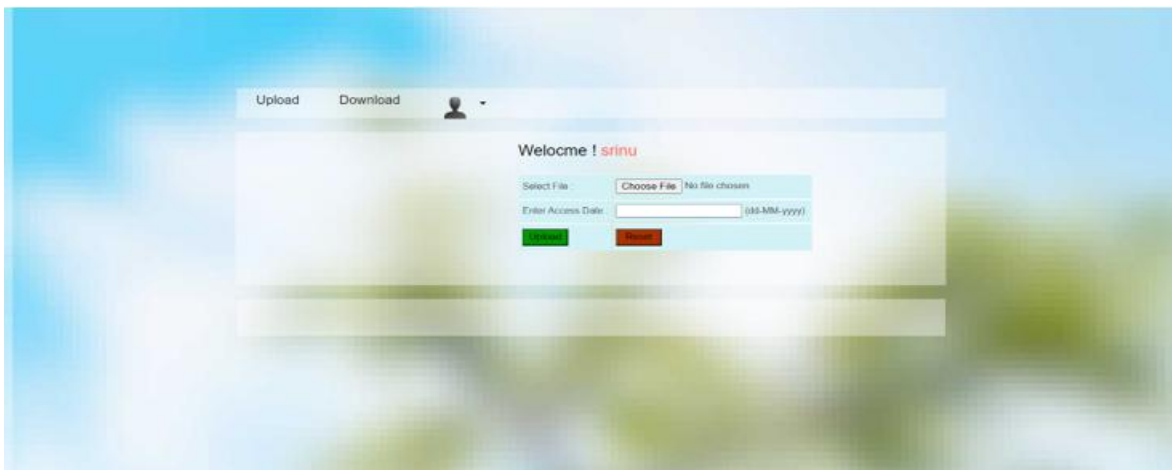 Upload Download
Welocme ! srinu
Select File :
Choose File No file chosen
Enter Access Date
(dd-MM-yyyy)
Upload Reset